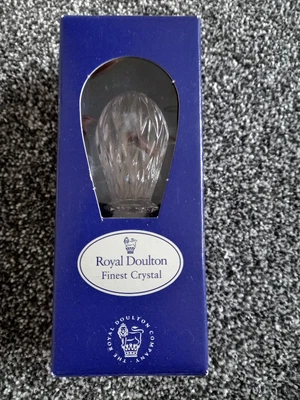 Royal Doulton
Finest Crystal
THE ROYAL DOULTON COMPANY